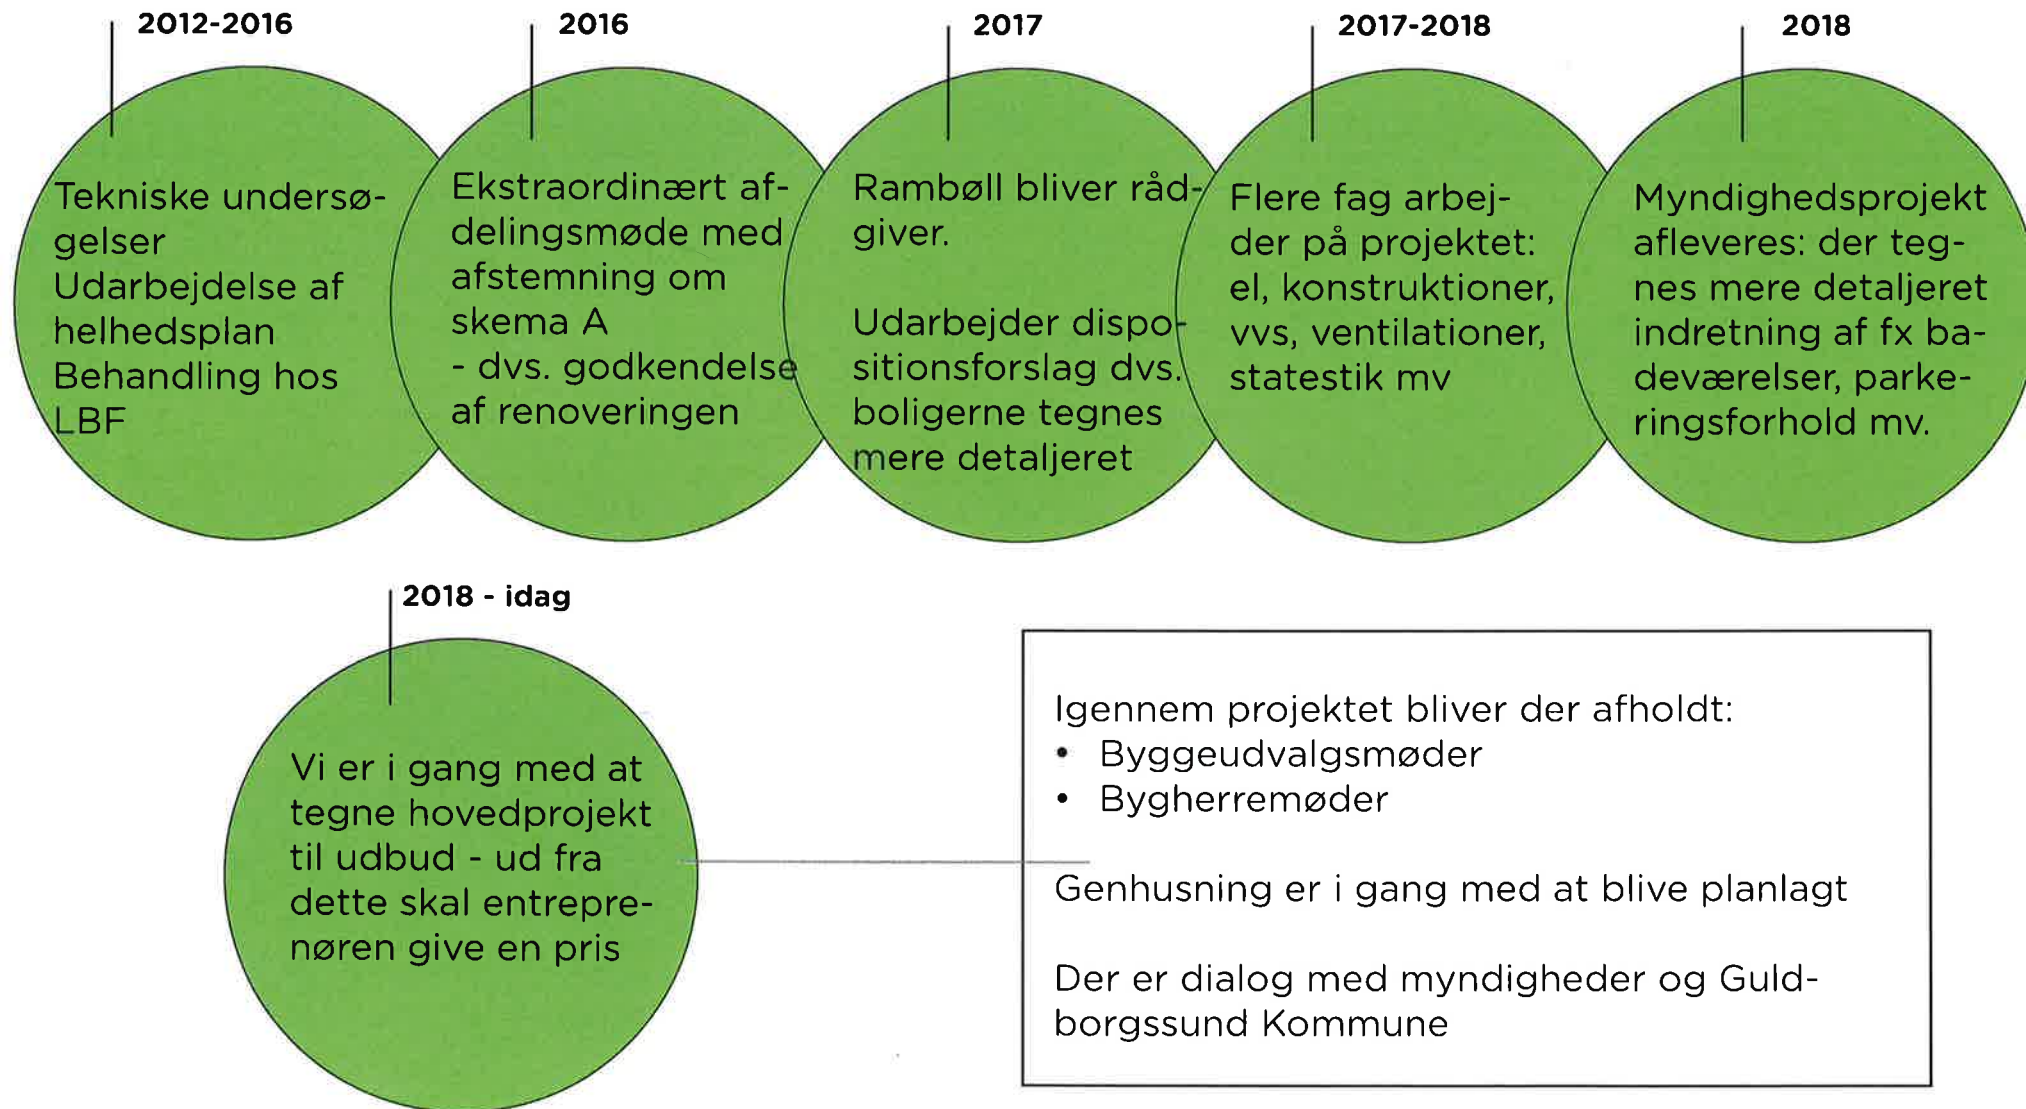 2012-2016
Tekniske undersø-
gelser
Udarbejdelse af
helhedsplan
Behandling hos
LBF
2016
Ekstraordinært af-
delingsmøde med
afstemning om
skema A
- dvs. godkendelse
af renoveringen
2017
Rambøll bliver råd-
giver.
Udarbejder dispo-
sitionsforslag dvs.
boligerne tegnes
mere detaljeret
2017-2018
Flere fag arbej-
der på projektet:
el, konstruktioner,
vvs, ventilationer,
statestik mv
2018
Myndighedsprojekt
afleveres: der teg-
nes mere detaljeret
indretning af fx ba-
deværelser, parke-
ringsforhold mv.
2018 - idag
Vi er i gang med at
tegne hovedprojekt
til udbud - ud fra
dette skal entrepre-
nøren give en pris
Igennem projektet bliver der afholdt:
• Byggeudvalgsmøder
• Bygherremøder
Genhusning er i gang med at blive planlagt
Der er dialog med myndigheder og Guld-
borgssund Kommune